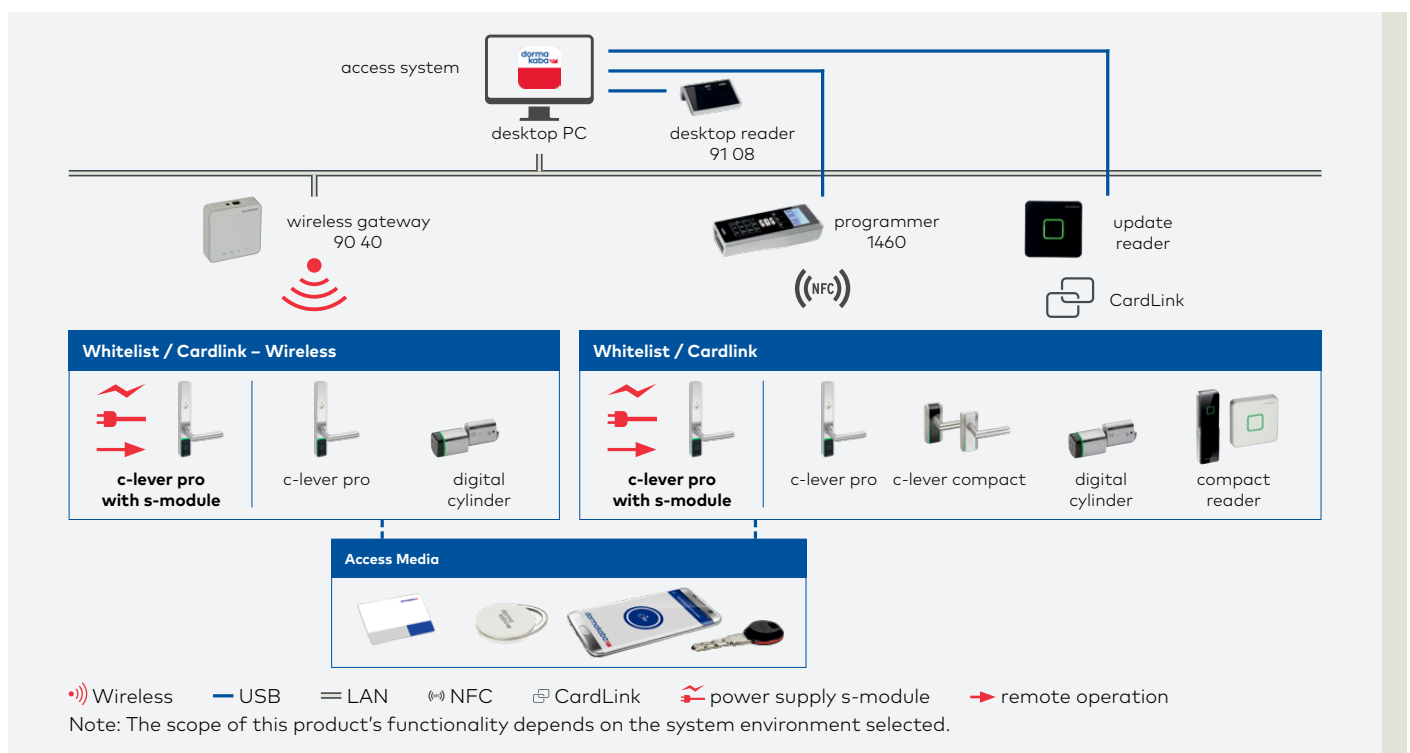 access system
dorma
kaba
desktop PC
desktop reader
91 08
wireless gateway
90 40
programmer
1460
update
reader
((NFC))
CardLink
Whitelist / Cardlink – Wireless
c-lever pro
with s-module
c-lever pro
digital
cylinder
Whitelist / Cardlink
c-lever pro
with s-module
c-lever pro
c-lever compact
digital
cylinder
compact
reader
Access Media
dorma
kaba
dormakaba
Wireless
USB
LAN
NFC
CardLink
power supply s-module
remote operation
Note: The scope of this product’s functionality depends on the system environment selected.